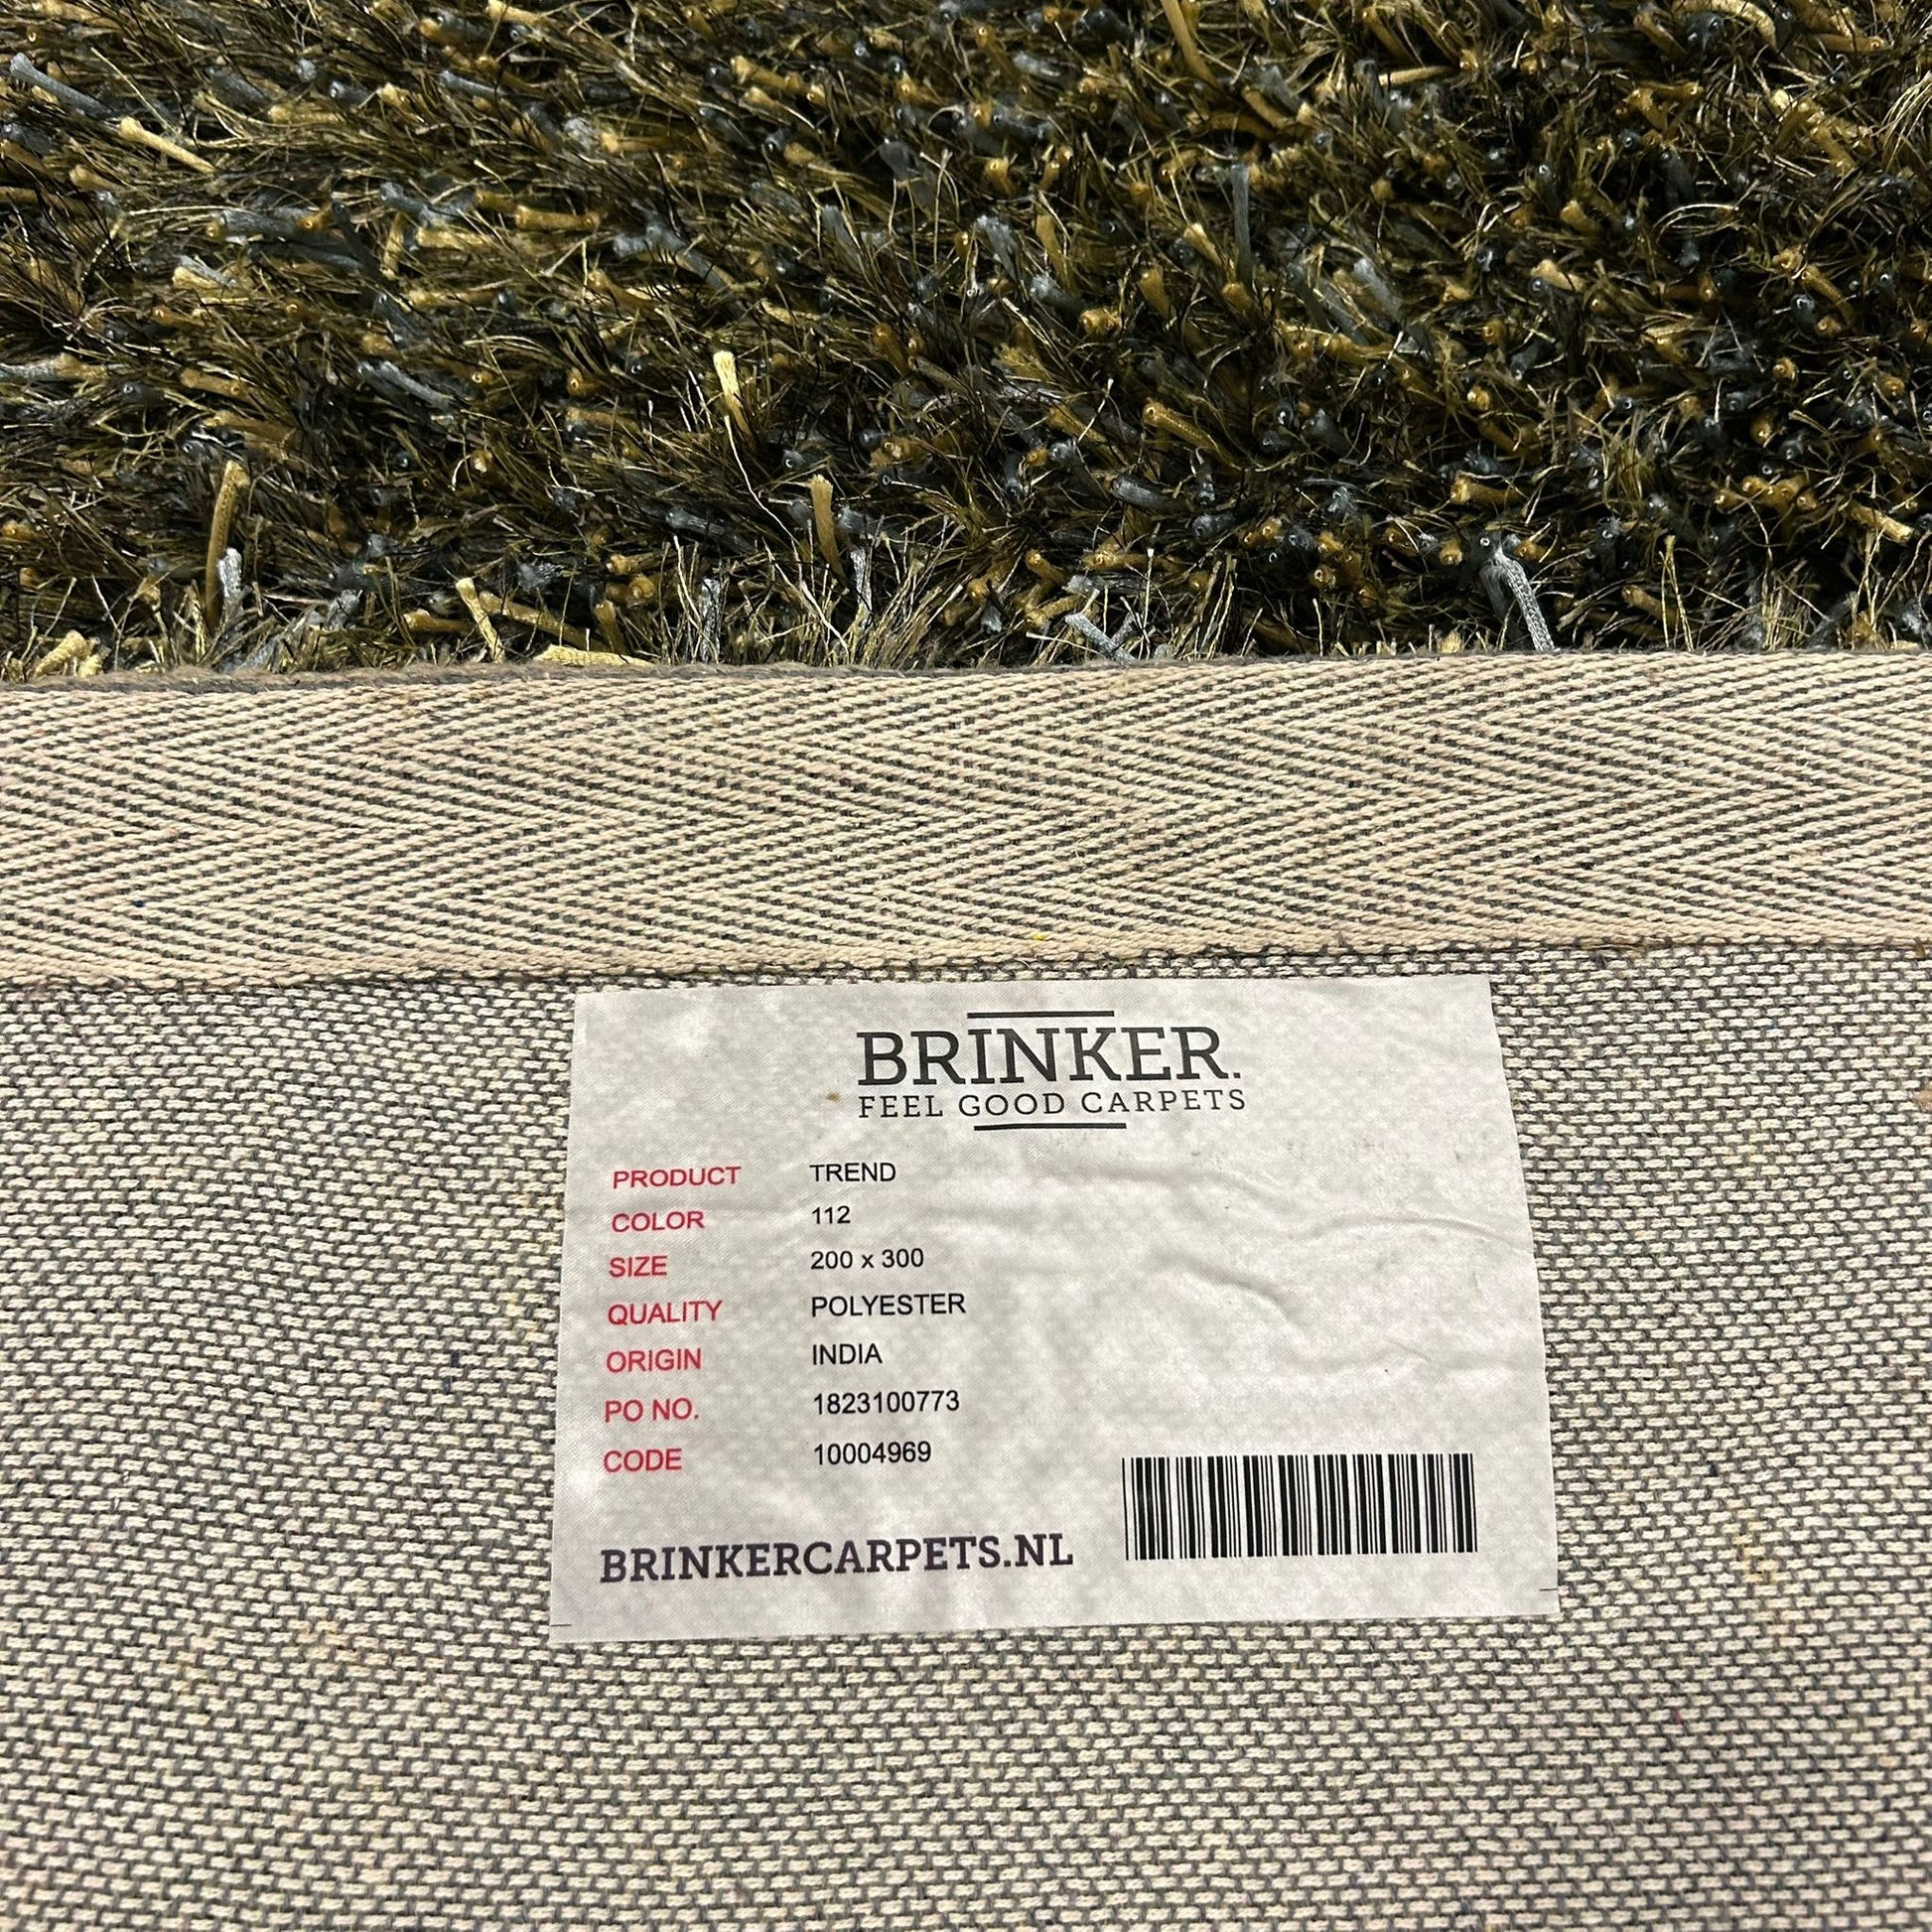 BRINKER.
FEEL GOOD CARPETS
PRODUCT TREND
COLOR 112
SIZE 200 x 300
QUALITY POLYESTER
ORIGIN INDIA
PO NO. 1823100773
CODE 10004969
BRINKERCARPETS.NL